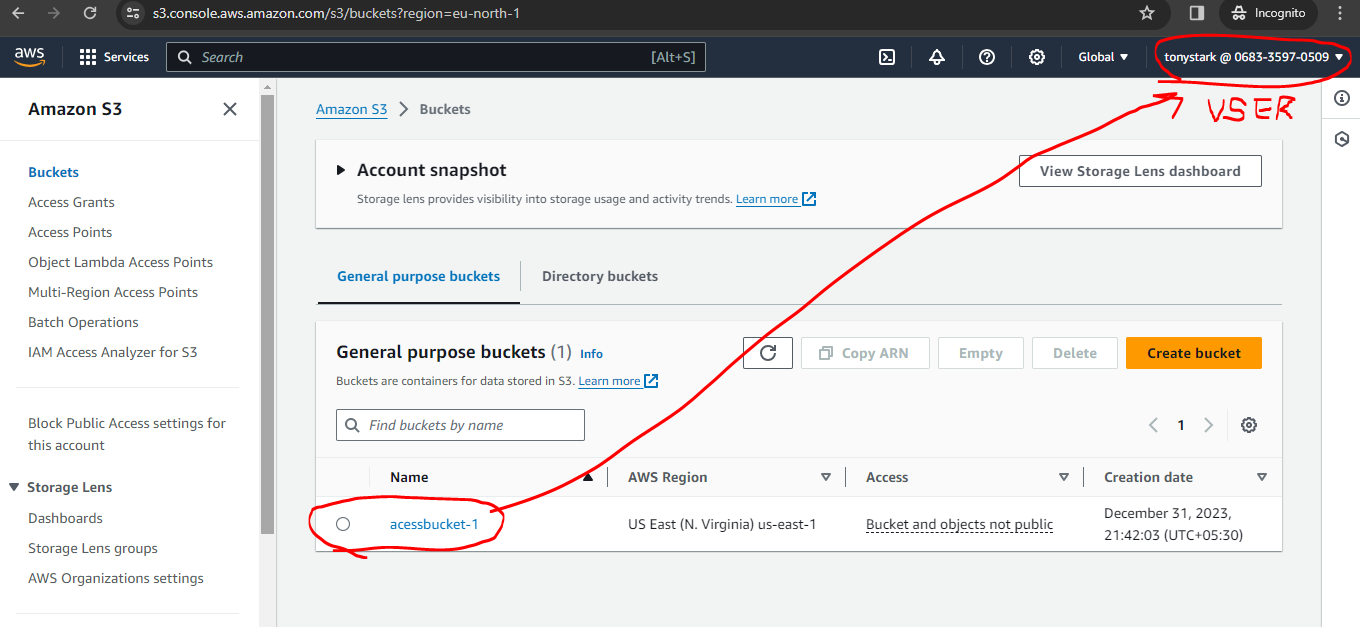 s3.console.aws.amazon.com/s3/buckets?region=eu-north-1
Incognito
aws
Services
Search
[Alt+S]
Global
tonystark @ 0683-3597-0509
USER
Amazon S3
Buckets
Access Grants
Access Points
Object Lambda Access Points
Multi-Region Access Points
Batch Operations
IAM Access Analyzer for S3
Block Public Access settings for
this account
Storage Lens
Dashboards
Storage Lens groups
AWS Organizations settings
Amazon S3 > Buckets
Account snapshot
View Storage Lens dashboard
Storage lens provides visibility into storage usage and activity trends. Learn more
General purpose buckets
Directory buckets
General purpose buckets (1) Info
Copy ARN
Empty
Delete
Create bucket
Buckets are containers for data stored in S3. Learn more
Find buckets by name
1
Name
AWS Region
Access
Creation date
acessbucket-1
US East (N. Virginia) us-east-1
Bucket and objects not public
December 31, 2023,
21:42:03 (UTC+05:30)